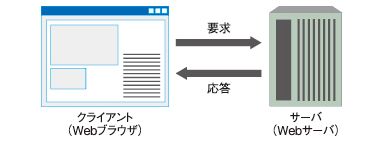 要求
応答
クライアント
（Webブラウザ）
サーバ
（Webサーバ）